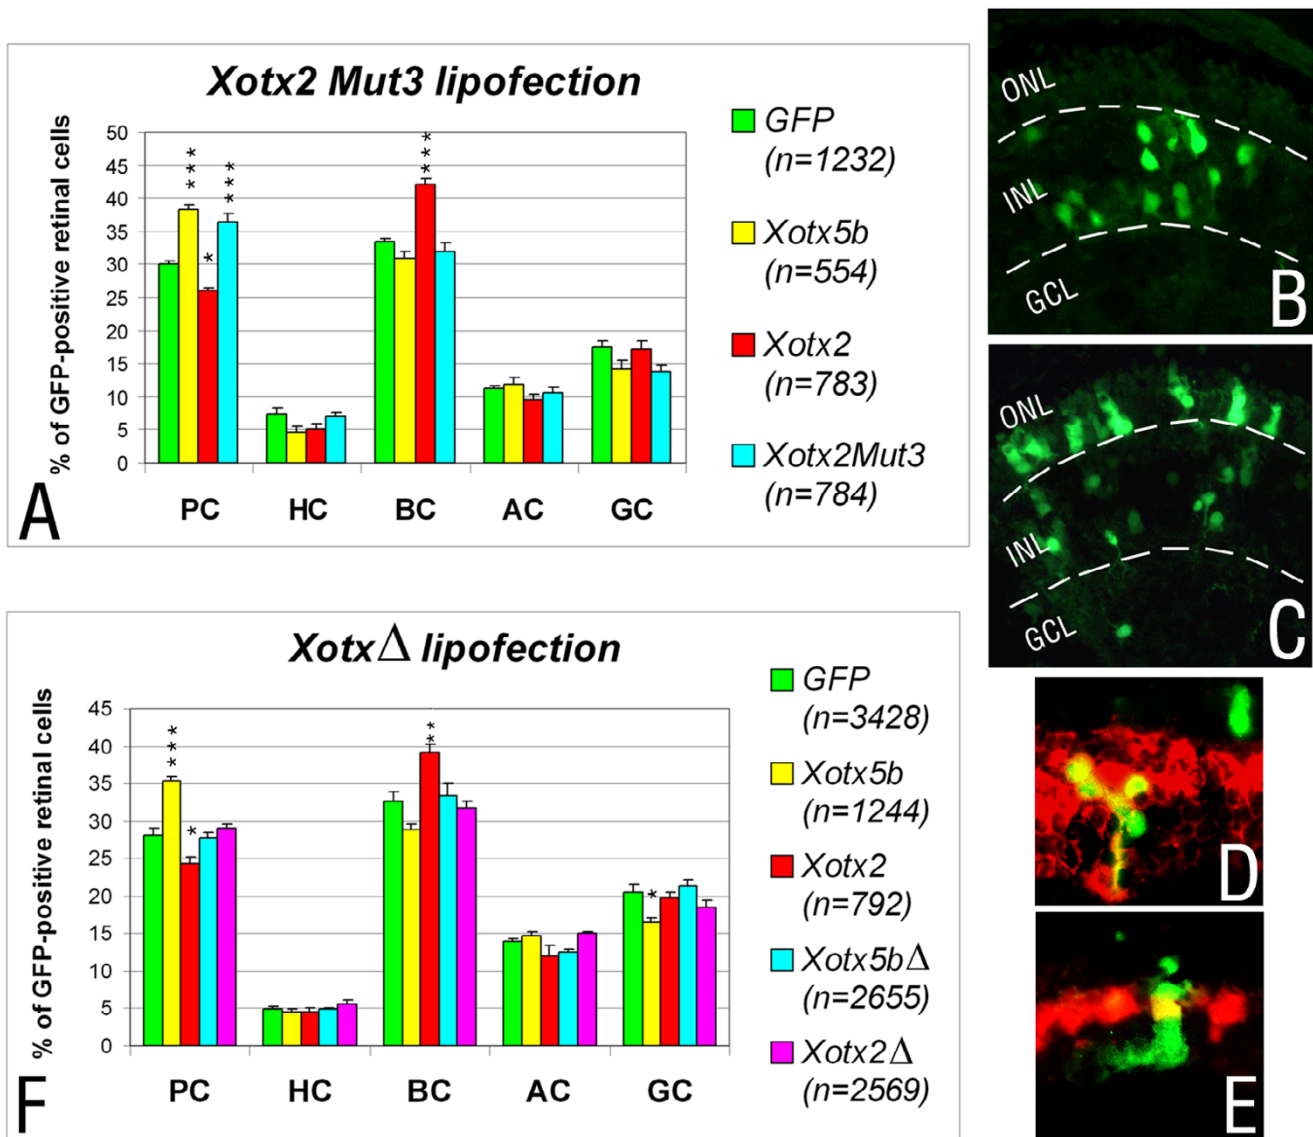 Xotx2 Mut3 lipofection
% of GFP-positive retinal cells
50
45
40
35
30
25
20
15
10
5
0
***
*
***
***
PC HC BC AC GC
GFP
(n=1232)
Xotx5b
(n=554)
Xotx2
(n=783)
Xotx2Mut3
(n=784)
A
ONL
INL
GCL
B
ONL
INL
GCL
C
D
E
XotxΔ lipofection
% of GFP-positive retinal cells
45
40
35
30
25
20
15
10
5
0
***
*
**
*
PC HC BC AC GC
GFP
(n=3428)
Xotx5b
(n=1244)
Xotx2
(n=792)
Xotx5bΔ
(n=2655)
Xotx2Δ
(n=2569)
F